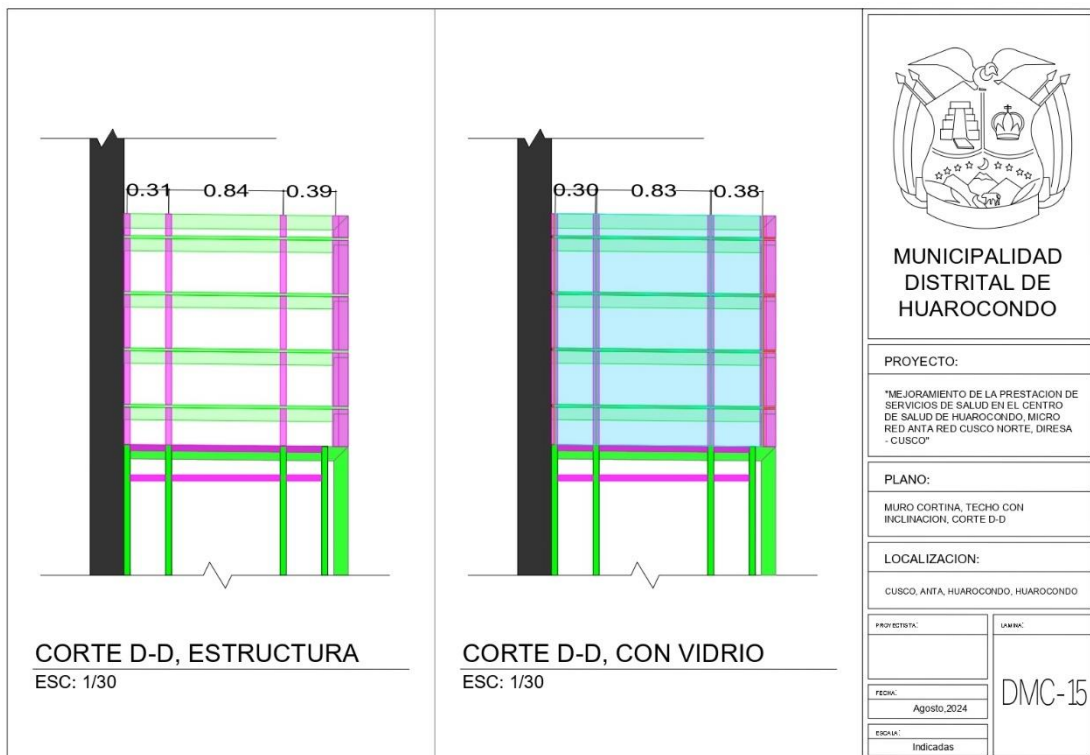 0.31 0.84 0.39
CORTE D-D, ESTRUCTURA
ESC: 1/30
0.30 0.83 0.38
CORTE D-D, CON VIDRIO
ESC: 1/30
MUNICIPALIDAD
DISTRITAL DE
HUAROCONDO
PROYECTO:
"MEJORAMIENTO DE LA PRESTACION DE
SERVICIOS DE SALUD EN EL CENTRO
DE SALUD DE HUAROCONDO, MICRO
RED ANTA RED CUSCO NORTE, DIRESA
- CUSCO"
PLANO:
MURO CORTINA, TECHO CON
INCLINACION, CORTE D-D
LOCALIZACION:
CUSCO, ANTA, HUAROCONDO, HUAROCONDO
PROYECTISTA:
FECHA:
Agosto,2024
ESCALA:
Indicadas
LAMINA:
DMC-15